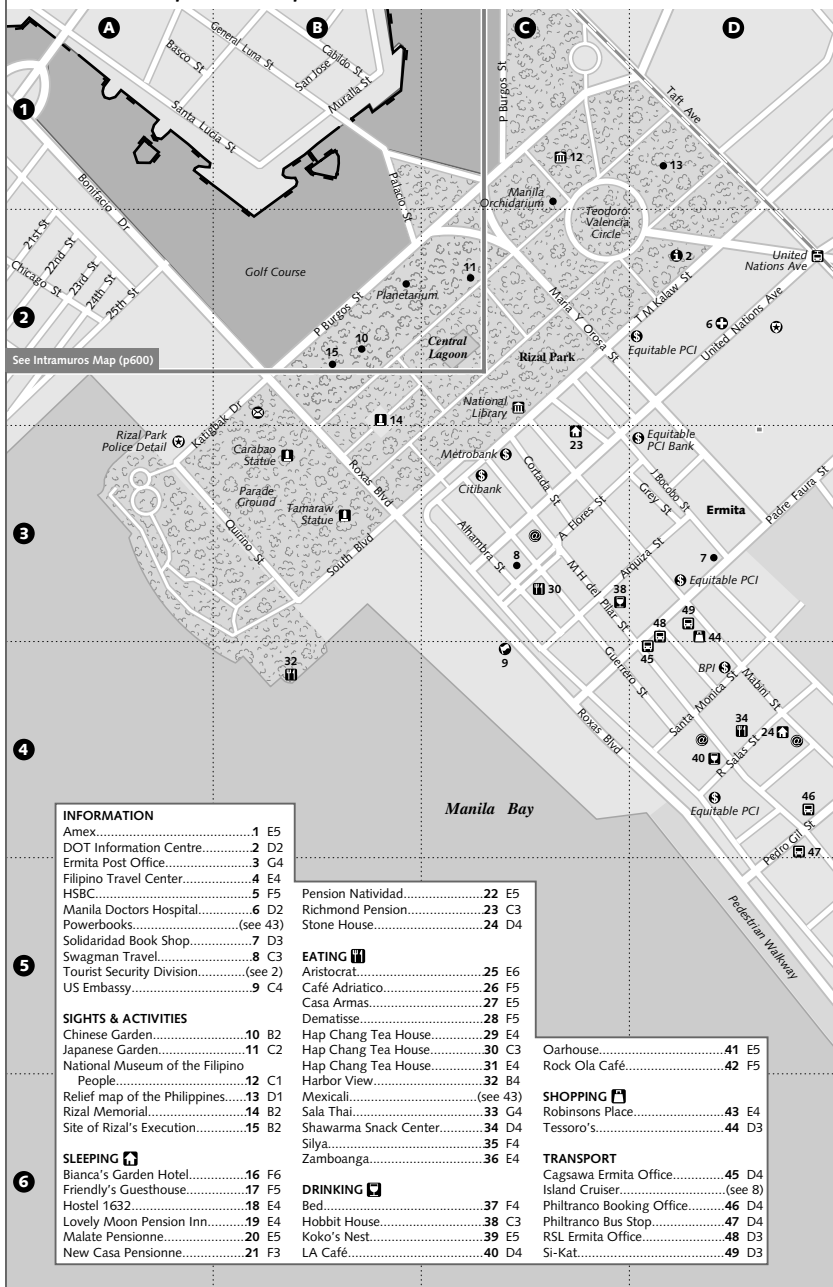 A
B
C
D
Basco St
General Luna St
Cabildo St
San Jose
Muralla St
P Burgos St
Taft Ave
1
Santa Lucia St
12
13
Palacio St
Bonifacio Dr
Manila
Orchidarium
Teodoro
Valencia
Circle
21st St
22nd St
23rd St
24th St
25th St
Chicago St
Golf Course
11
2
United
Nations Ave
Planetarium
Maria Y Orosa St
T M Kalaw St
2
P Burgos St
10
15
Central
Lagoon
Rizal Park
6
United Nations Ave
Equitable PCI
See Intramuros Map (p600)
National
Library
Katigbak Dr
14
Rizal Park
Police Detail
Carabao
Statue
Roxas Blvd
Metrobank
23
Equitable
PCI Bank
Citibank
Cortada St
J Bocobo St
Grey St
Parade
Ground
Tamaraw
Statue
A Flores St
Ermita
Padre Faura St
3
Quirino St
South Blvd
Alhambra St
@
8
M.H. del Pilar St
Arquiza St
7
30
38
Equitable PCI
49
48
44
32
9
45
Guerrero St
BPI
Santa Monica St
Mabini St
Roxas Blvd
34
24
4
@
@
40
R Salas St
Equitable PCI
46
Manila Bay
Pedro Gil St
47
Pedestrian Walkway
5
6
INFORMATION
Amex.......................................1 E5
DOT Information Centre..........2 D2
Ermita Post Office....................3 G4
Filipino Travel Center...............4 E4
HSBC.......................................5 F5
Manila Doctors Hospital...........6 D2
Powerbooks......................(see 43)
Solidaridad Book Shop.............7 D3
Swagman Travel......................8 C3
Tourist Security Division.........(see 2)
US Embassy.............................9 C4
SIGHTS & ACTIVITIES
Chinese Garden.....................10 B2
Japanese Garden....................11 C2
National Museum of the Filipino
People.................................12 C1
Relief map of the Philippines.....13 D1
Rizal Memorial.......................14 B2
Site of Rizal's Execution...........15 B2
SLEEPING
Bianca's Garden Hotel.............16 F6
Friendly's Guesthouse..............17 F5
Hostel 1632...........................18 E4
Lovely Moon Pension Inn.........19 E4
Malate Pensionne...................20 E5
New Casa Pensionne...............21 F3
Pension Natividad...................22 E5
Richmond Pension..................23 C3
Stone House..........................24 D4
EATING
Aristocrat..............................25 E6
Café Adriatico........................26 F5
Casa Armas...........................27 E5
Dematisse.............................28 F5
Hap Chang Tea House.............29 E4
Hap Chang Tea House.............30 C3
Hap Chang Tea House.............31 E4
Harbor View..........................32 B4
Mexicali...........................(see 43)
Sala Thai...............................33 G4
Shawarma Snack Center..........34 D4
Silya.....................................35 F4
Zamboanga...........................36 E4
DRINKING
Bed......................................37 F4
Hobbit House........................38 C3
Koko's Nest...........................39 E5
LA Café.................................40 D4
Oarhouse..............................41 E5
Rock Ola Café........................42 F5
SHOPPING
Robinsons Place......................43 E4
Tessoro's...............................44 D3
TRANSPORT
Cagsawa Ermita Office............45 D4
Island Cruiser.....................(see 8)
Philtranco Booking Office........46 D4
Philtranco Bus Stop.................47 D4
RSL Ermita Office...................48 D3
Si-Kat...................................49 D3